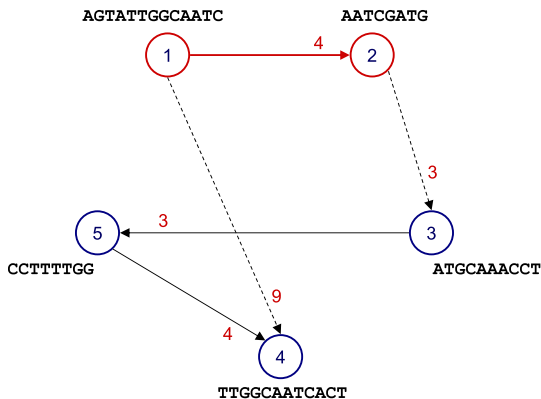 AGTATTGGCAATC AATCGATG
1 4 2
3
5 3 3
CCTTTTGG ATGCAAACCT
9
4
4
TTGGCAATCACT